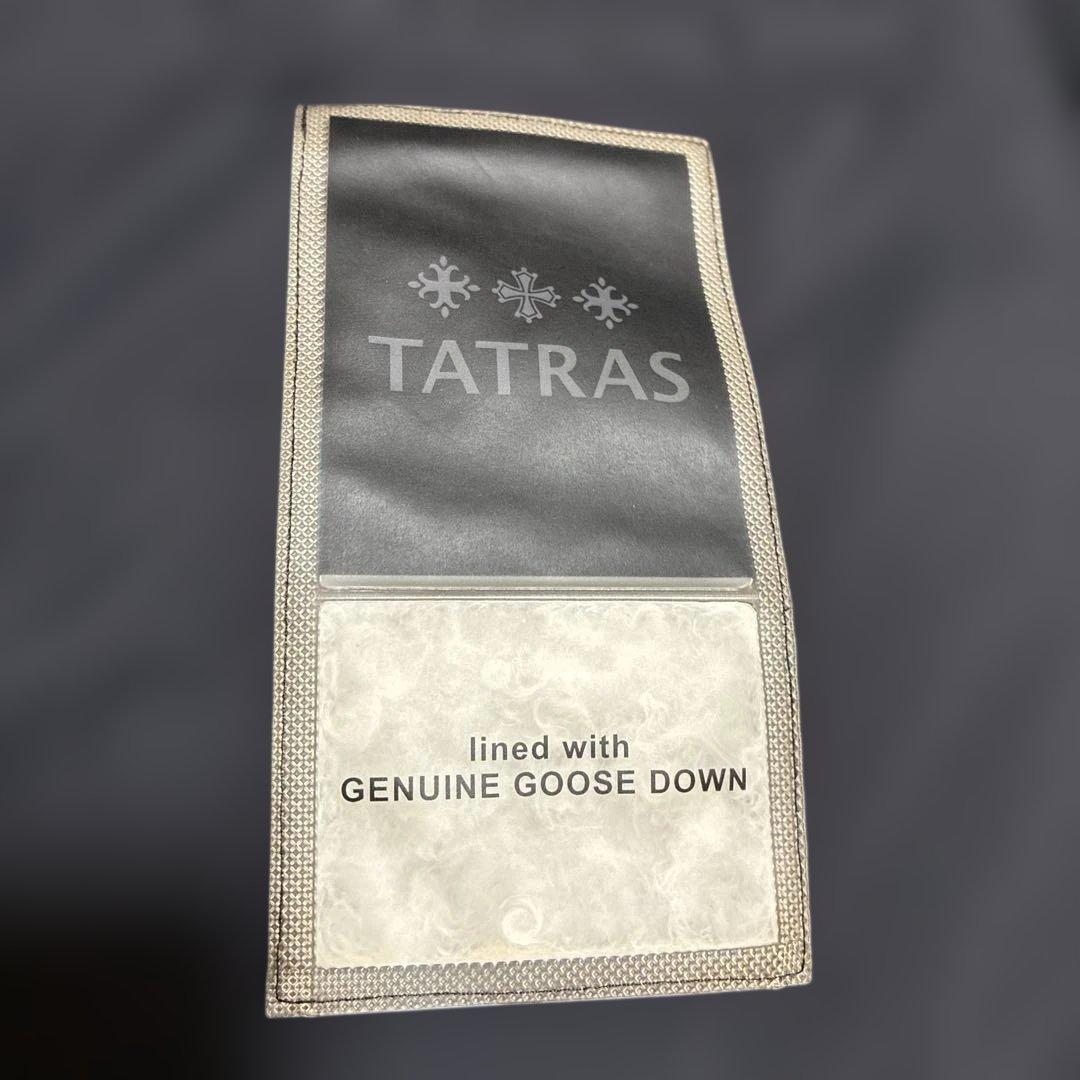 TATRAS
lined with
GENUINE GOOSE DOWN